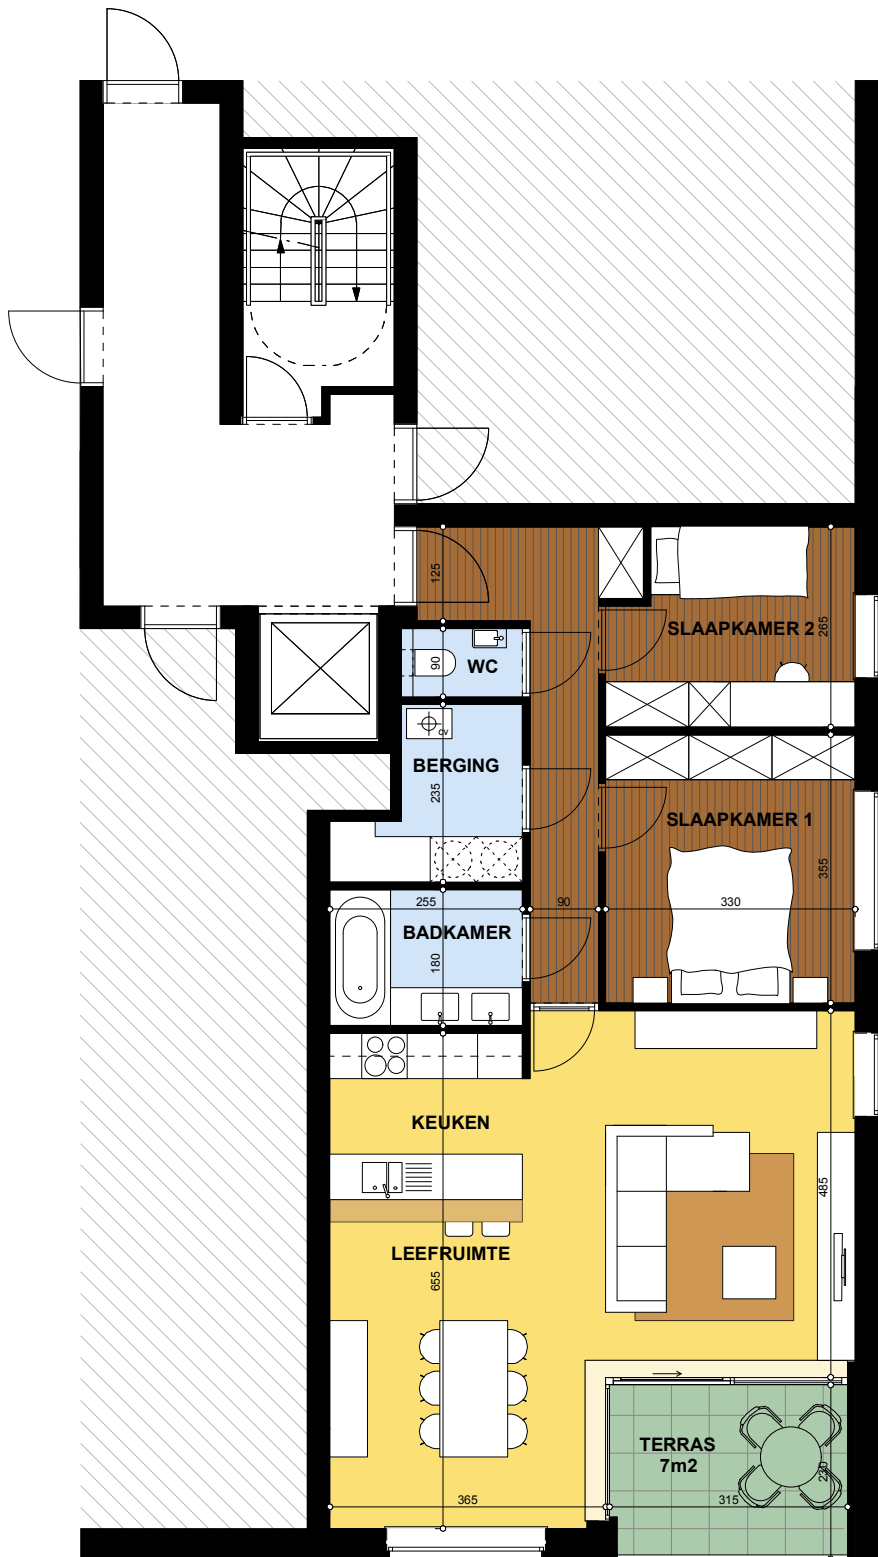 125
SLAAPKAMER 2
265
90
WC
CV
BERGING
235
SLAAPKAMER 1
355
255
90
330
BADKAMER
180
KEUKEN
485
LEEFRUIMTE
655
TERRAS
7m2
230
365
315